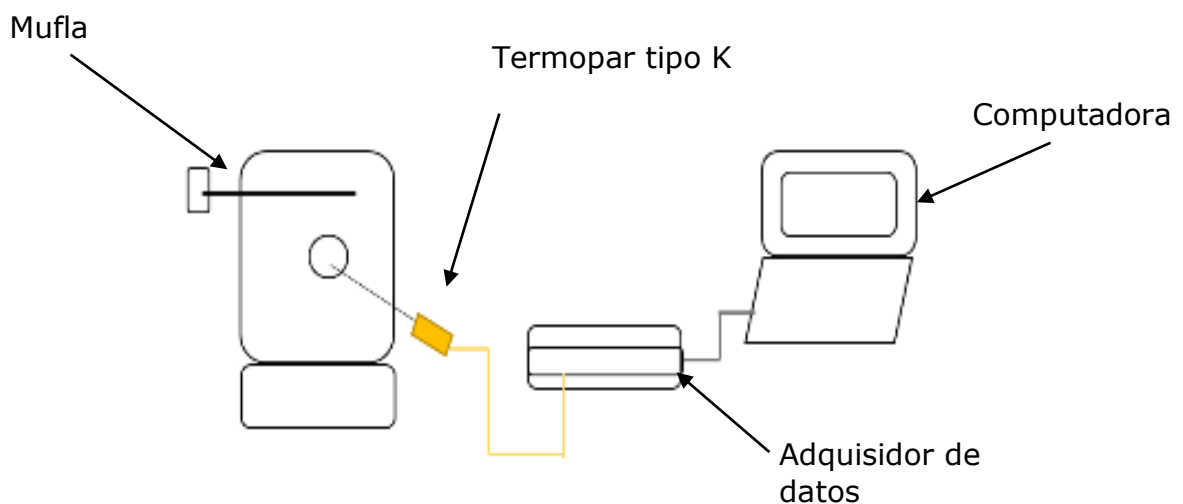 Mufla
Termopar tipo K
Computadora
Adquisidor de
datos